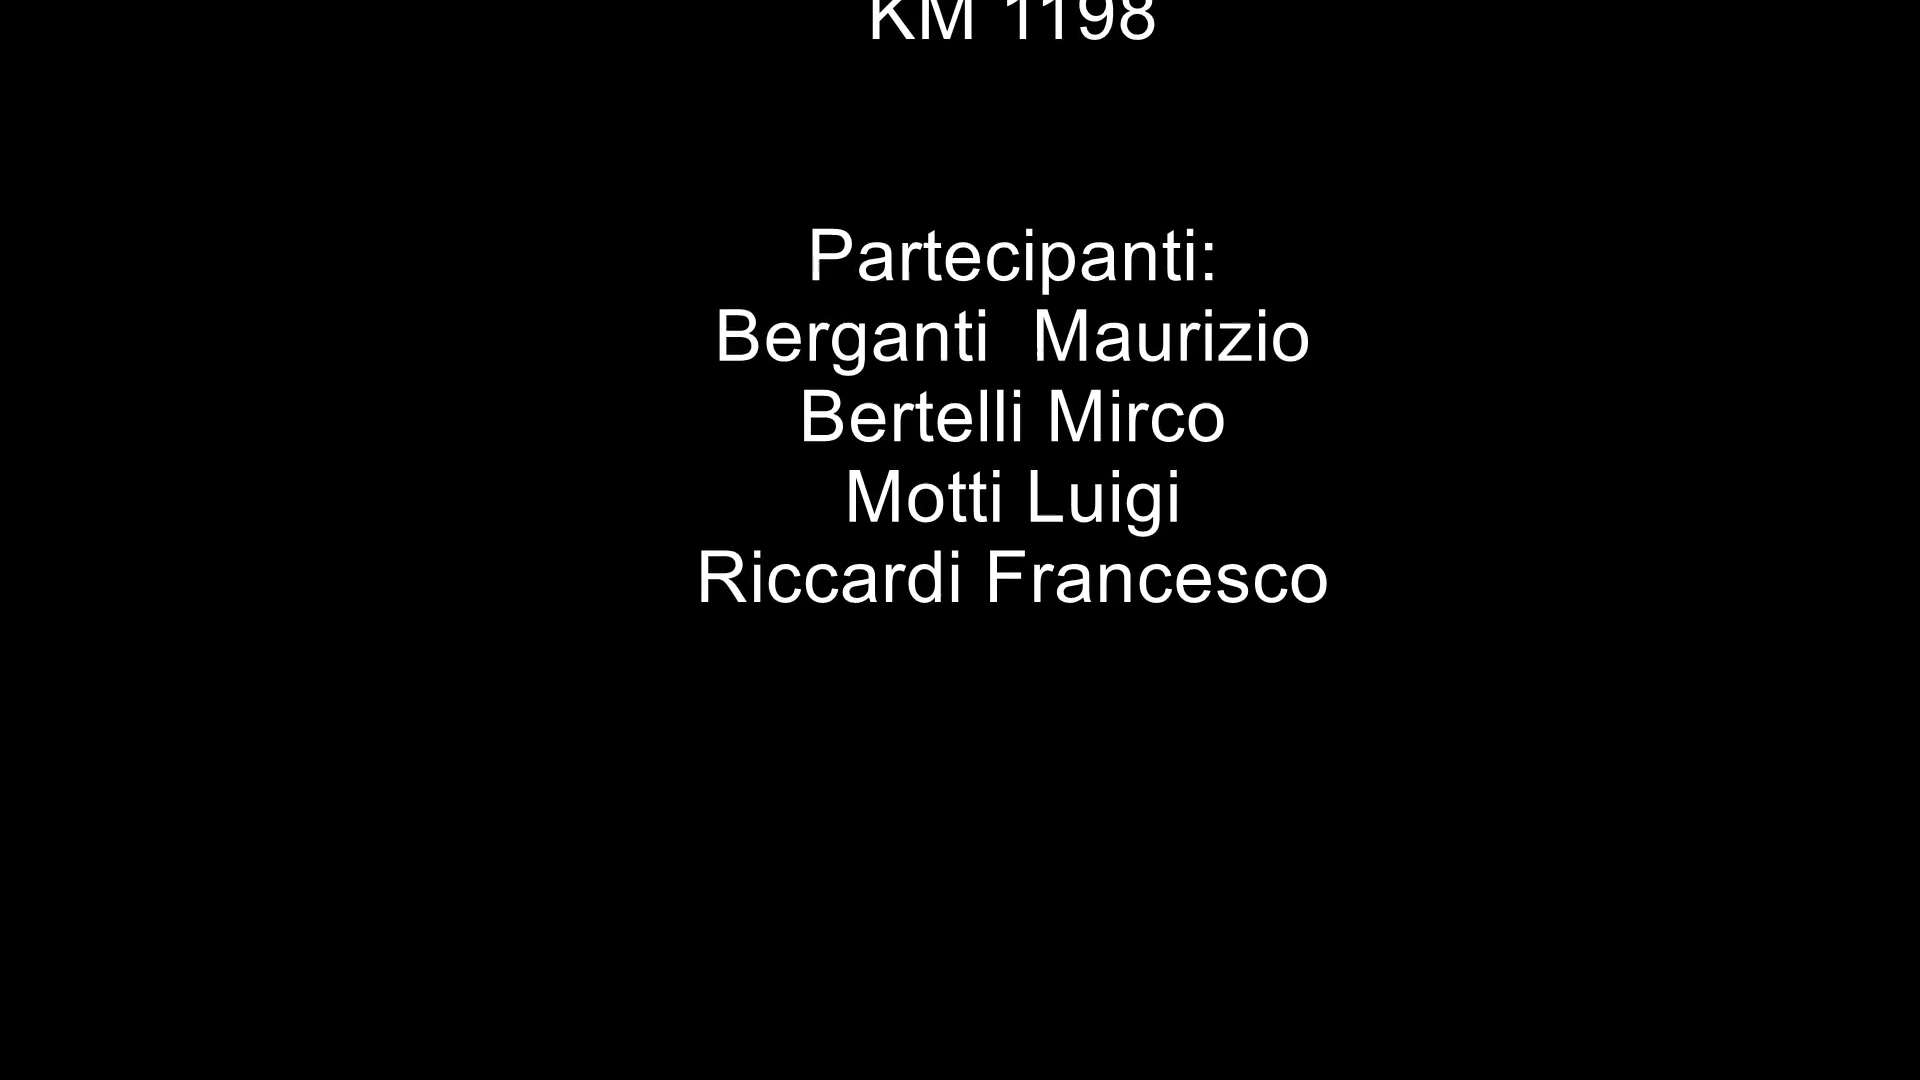 KM 1198
Partecipanti:
Berganti  Maurizio
Bertelli Mirco
Motti Luigi
Riccardi Francesco